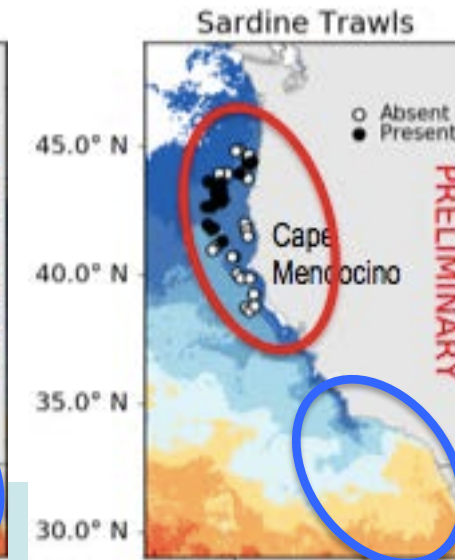 Sardine Trawls
Absent
Present
45.0° N
Cape
Mendocino
40.0° N
PRELIMINARY
35.0° N
30.0° N